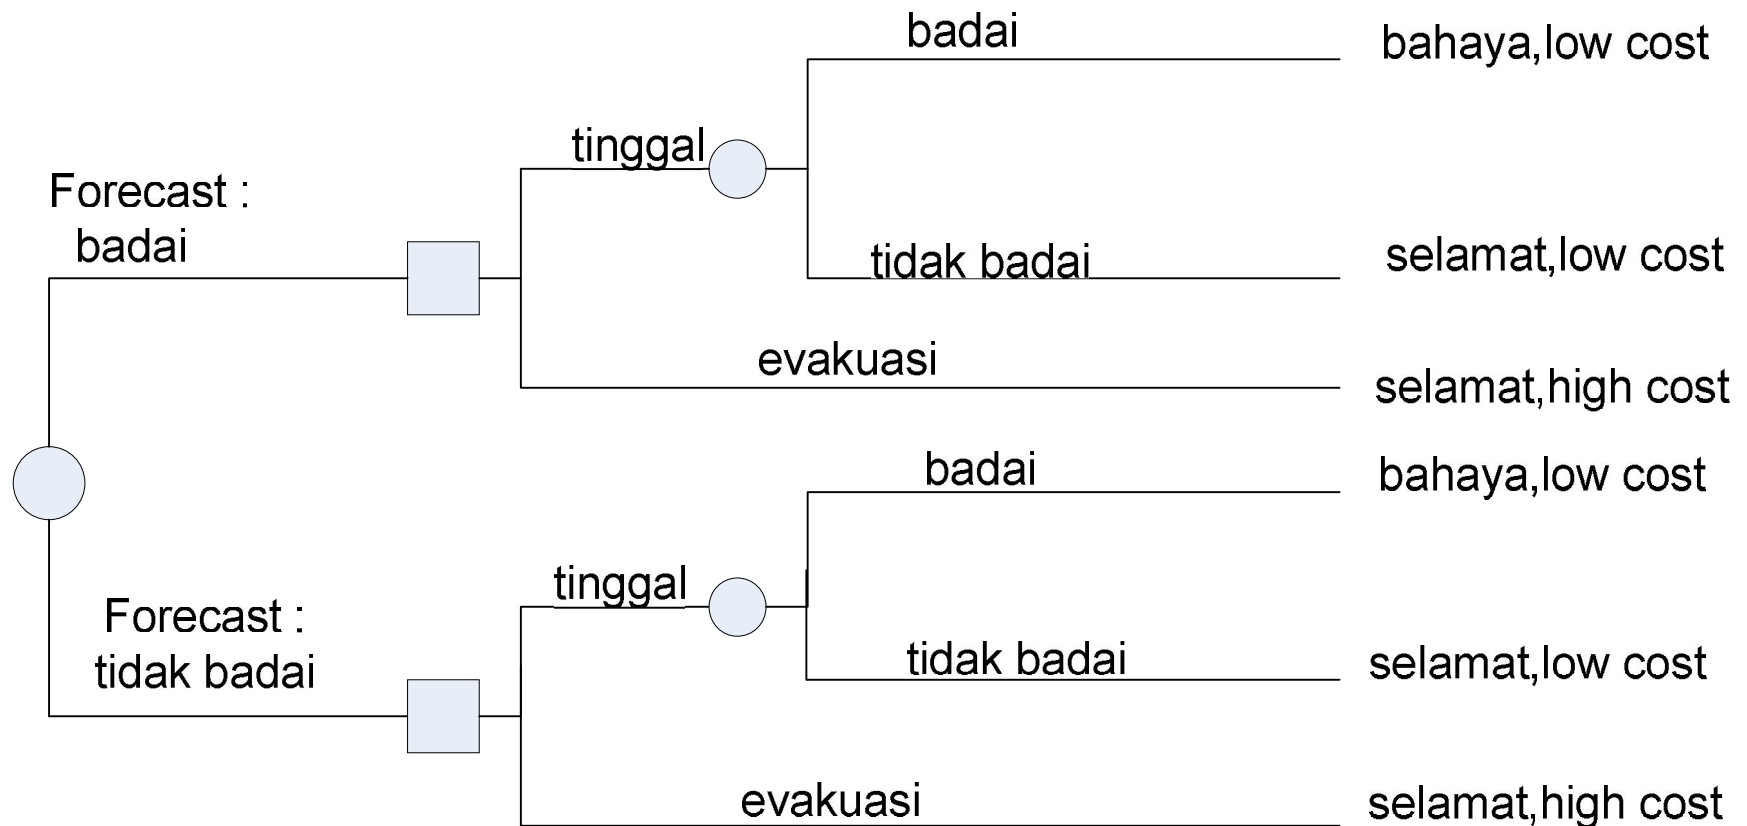 badai
bahaya,low cost
tinggal
Forecast :
badai
tidak badai
selamat,low cost
evakuasi
selamat,high cost
badai
bahaya,low cost
tinggal
Forecast :
tidak badai
tidak badai
selamat,low cost
evakuasi
selamat,high cost